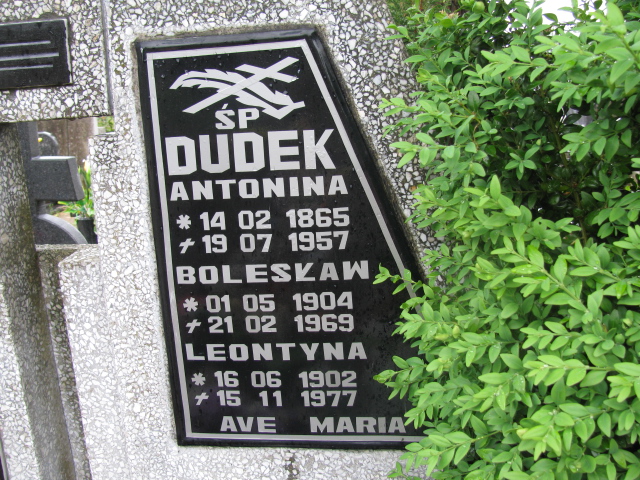 ŚP
DUDEK
ANTONINA
* 14 02 1865
✝ 19 07 1957
BOLESŁAW
* 01 05 1904
✝ 21 02 1969
LEONTYNA
* 16 06 1902
✝ 15 11 1977
AVE MARIA